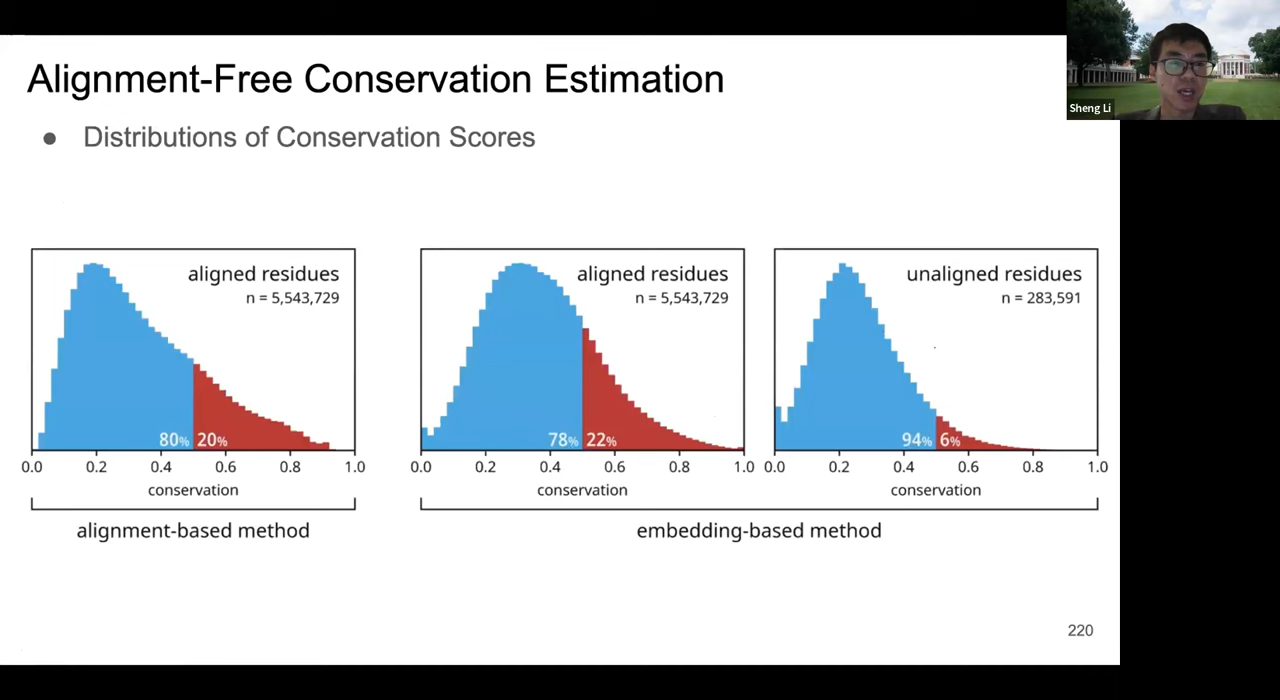 Sheng Li
Alignment-Free Conservation Estimation
● Distributions of Conservation Scores
aligned residues
n = 5,543,729
80% 20%
0.0 0.2 0.4 0.6 0.8 1.0
conservation
alignment-based method
aligned residues
n = 5,543,729
78% 22%
0.0 0.2 0.4 0.6 0.8 1.0
conservation
unaligned residues
n = 283,591
94% 6%
0.0 0.2 0.4 0.6 0.8 1.0
conservation
embedding-based method
220